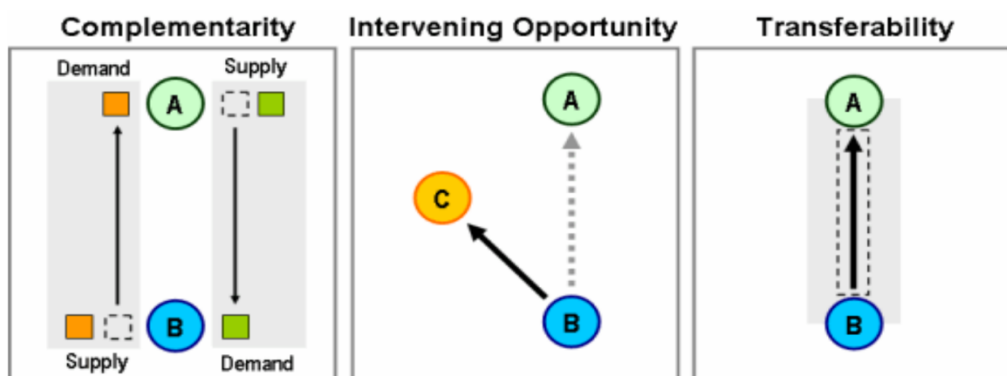 Complementarity
Intervening Opportunity
Transferability
Demand
Supply
A
B
Supply
Demand
A
C
B
A
B